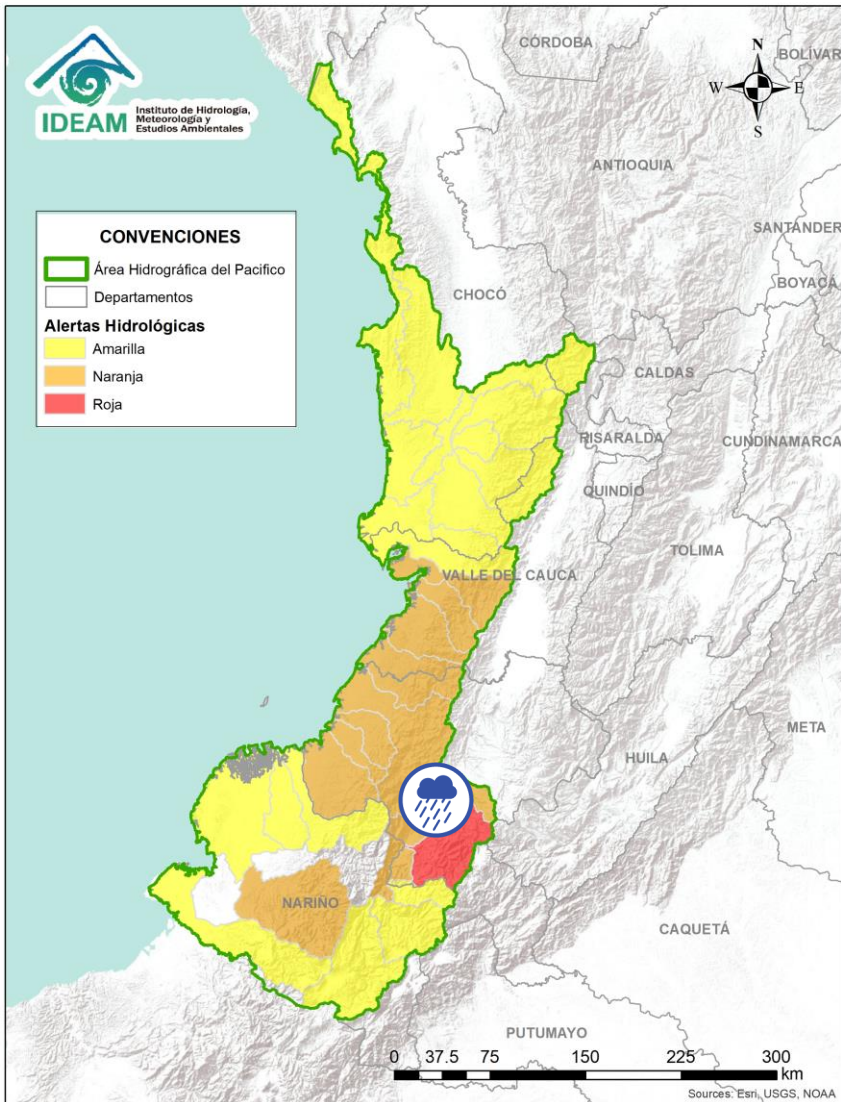 IDEAM
Instituto de Hidrología,
Meteorología y
Estudios Ambientales
CÓRDOBA
BOLÍVAR
N
W
E
S
ANTIOQUIA
SANTANDER
BOYACÁ
CONVENCIONES
Área Hidrográfica del Pacifico
Departamentos
Alertas Hidrológicas
Amarilla
Naranja
Roja
CHOCÓ
CALDAS
RISARALDA
CUNDINAMARCA
QUINDÍO
TOLIMA
VALLE DEL CAUCA
META
HUILA
NARIÑO
CAQUETÁ
PUTUMAYO
0 37.5 75 150 225 300
km
Sources: Esri, USGS, NOAA